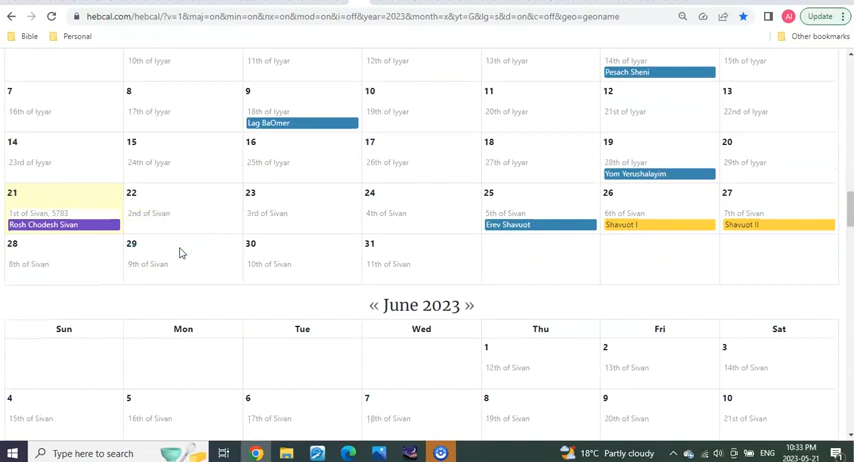 hebcal.com/hebcal/?v=1&maj=on&min=on&nx=on&mod=on&i=off&year=2023&month=x&yt=G&lg=s&d=on&c=off&geo=geoname
AI
Update
Bible
Personal
Other bookmarks
10th of Iyyar
11th of Iyyar
12th of Iyyar
13th of Iyyar
14th of Iyyar
15th of Iyyar
Pesach Sheni
7
8
9
10
11
12
13
16th of Iyyar
17th of Iyyar
18th of Iyyar
19th of Iyyar
20th of Iyyar
21st of Iyyar
22nd of Iyyar
Lag BaOmer
14
15
16
17
18
19
20
23rd of Iyyar
24th of Iyyar
25th of Iyyar
26th of Iyyar
27th of Iyyar
28th of Iyyar
29th of Iyyar
Yom Yerushalayim
21
22
23
24
25
26
27
1st of Sivan, 5783
2nd of Sivan
3rd of Sivan
4th of Sivan
5th of Sivan
6th of Sivan
7th of Sivan
Rosh Chodesh Sivan
Erev Shavuot
Shavuot I
Shavuot II
28
29
30
31
8th of Sivan
9th of Sivan
10th of Sivan
11th of Sivan
« June 2023 »
Sun
Mon
Tue
Wed
Thu
Fri
Sat
1
2
3
12th of Sivan
13th of Sivan
14th of Sivan
4
5
6
7
8
9
10
15th of Sivan
16th of Sivan
17th of Sivan
18th of Sivan
19th of Sivan
20th of Sivan
21st of Sivan
Type here to search
18°C Partly cloudy
ENG
10:33 PM
2023-05-21